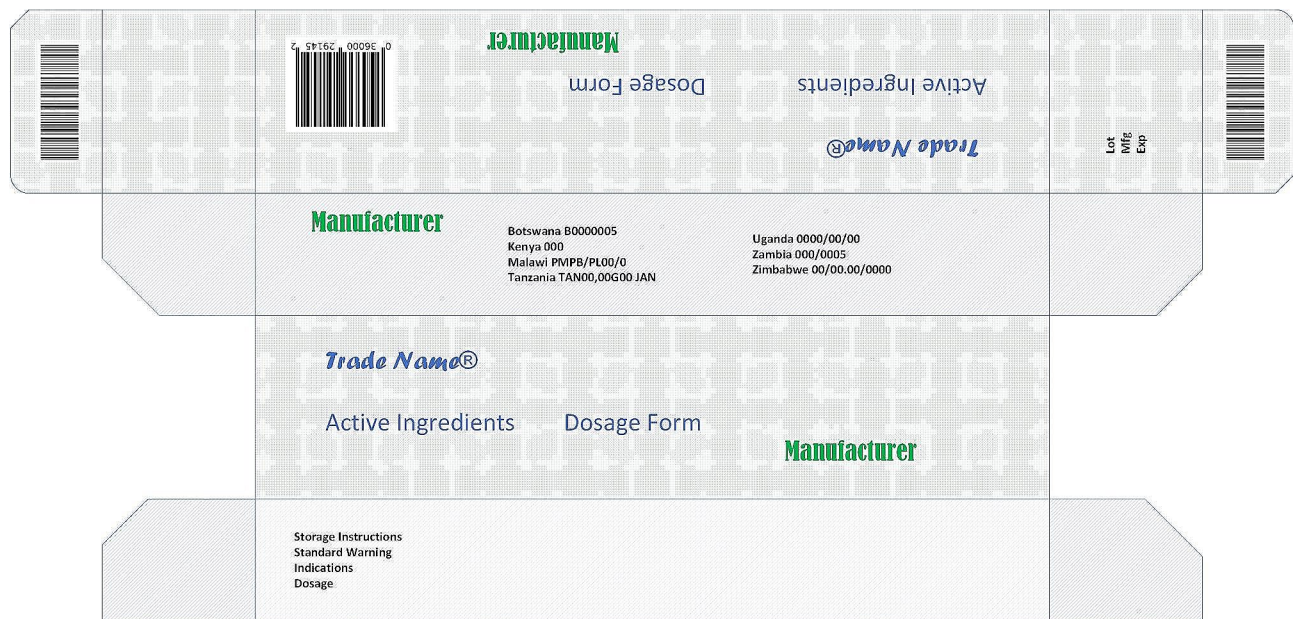 0 36000 29145 2
Manufacturer
Dosage Form
Active Ingredients
Trade Name®
Lot
Mfg
Exp
Manufacturer
Botswana B0000005
Kenya 000
Malawi PMPB/PL00/0
Tanzania TAN00,00G00 JAN
Uganda 0000/00/00
Zambia 000/0005
Zimbabwe 00/00.00/0000
Trade Name®
Active Ingredients
Dosage Form
Manufacturer
Storage Instructions
Standard Warning
Indications
Dosage